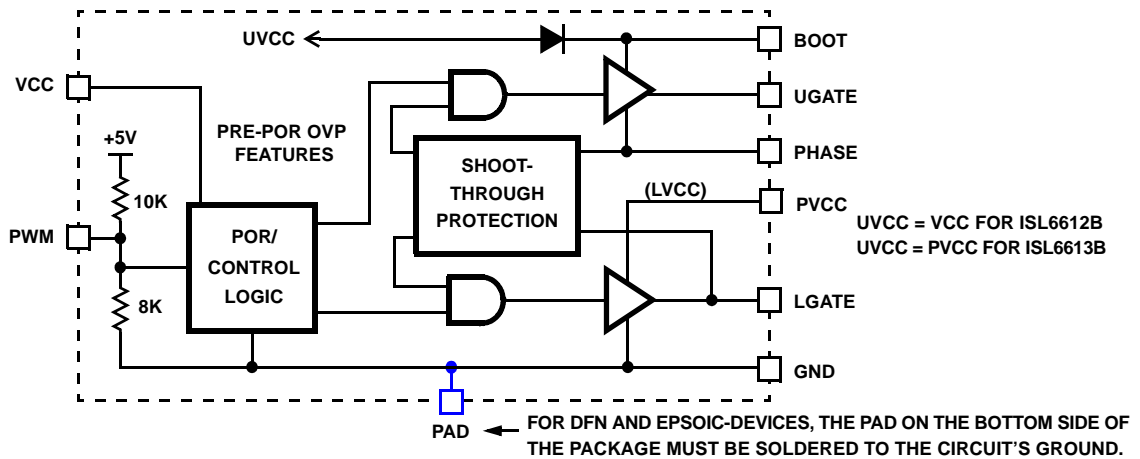 UVCC
BOOT
VCC
UGATE
+5V
PRE-POR OVP
FEATURES
SHOOT-
THROUGH
PROTECTION
PHASE
10K
(LVCC)
PVCC
UVCC = VCC FOR ISL6612B
UVCC = PVCC FOR ISL6613B
PWM
POR/
CONTROL
LOGIC
8K
LGATE
GND
PAD
FOR DFN AND EPSOIC-DEVICES, THE PAD ON THE BOTTOM SIDE OF
THE PACKAGE MUST BE SOLDERED TO THE CIRCUIT'S GROUND.